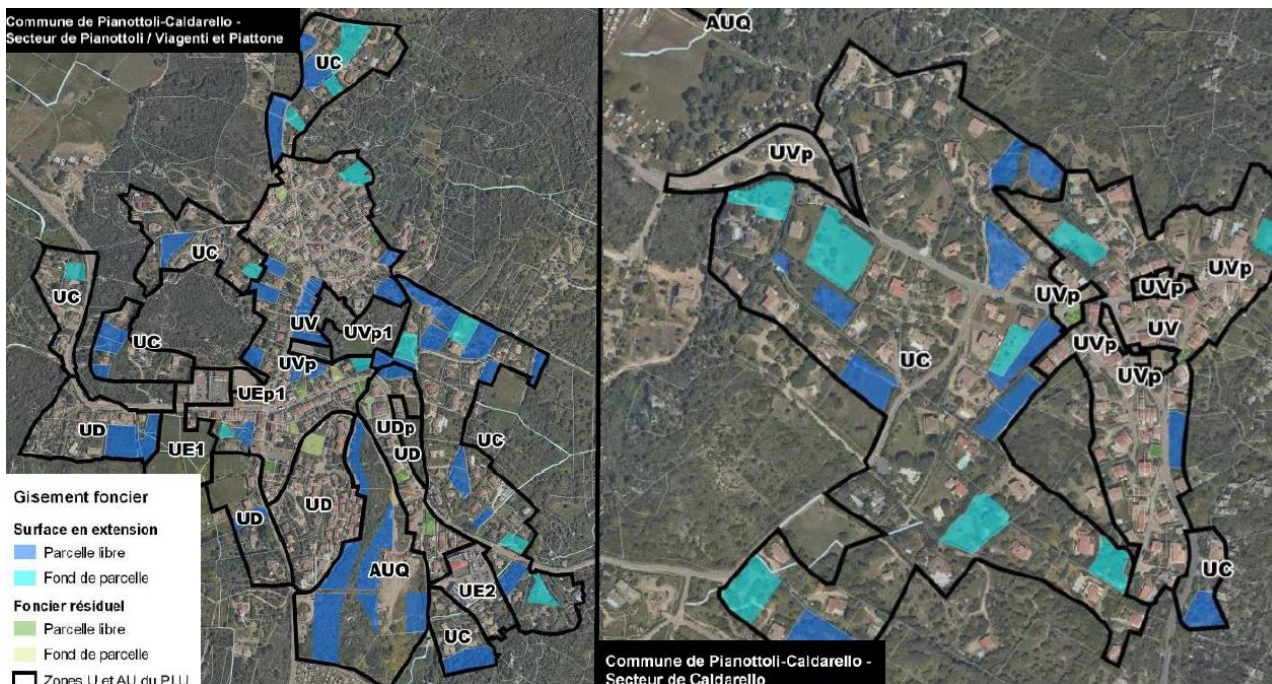 Commune de Pianottoli-Caldarello -
Secteur de Pianottoli / Viagenti et Piattone
UC
UC
UC
UC
UV
UVp1
UVp
UEp1
UD
UE1
UDp
UD
UC
UD
UD
AUQ
UE2
UC
Gisement foncier
Surface en extension
Parcelle libre
Fond de parcelle
Foncier résiduel
Parcelle libre
Fond de parcelle
Zones U et AU du PLU
AUQ
UVp
UVp
UVp
UVp
UV
UVp
UVp
UC
UC
Commune de Pianottoli-Caldarello -
Secteur de Caldarello